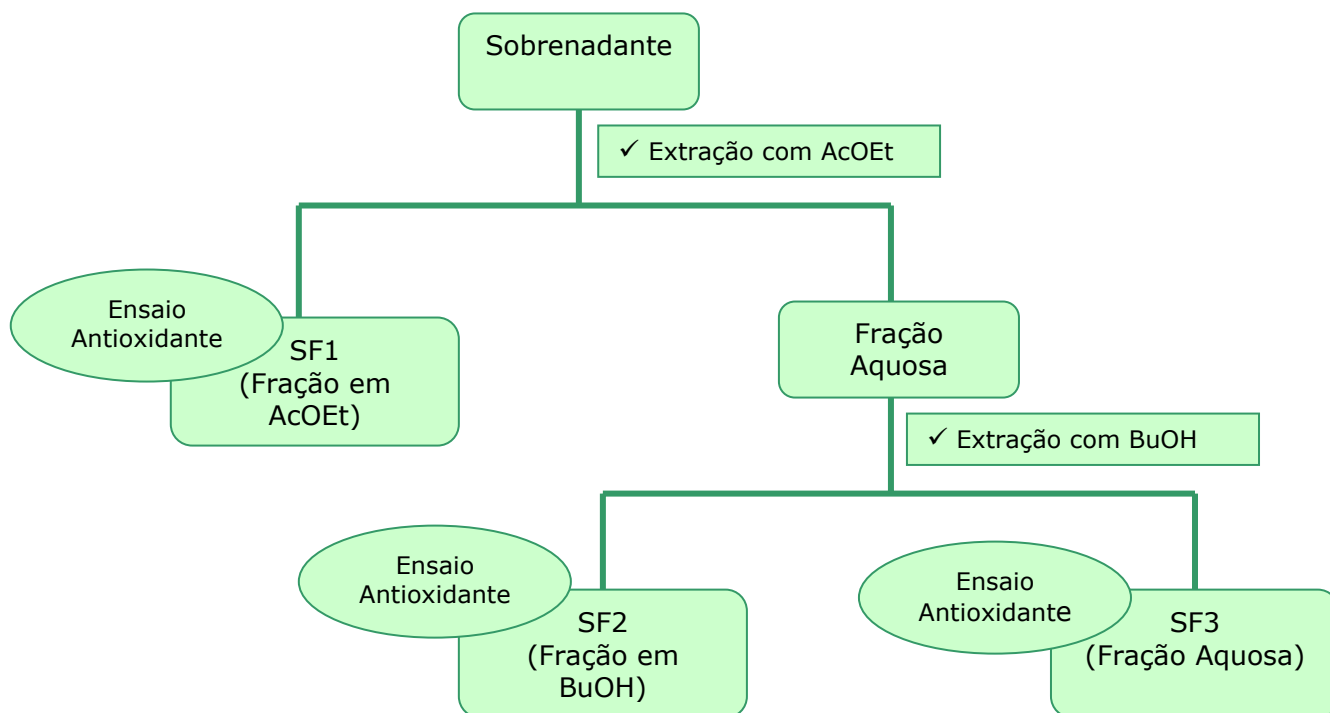 Sobrenadante
✓ Extração com AcOEt
Ensaio
Antioxidante
SF1
(Fração em
AcOEt)
Fração
Aquosa
✓ Extração com BuOH
Ensaio
Antioxidante
SF2
(Fração em
BuOH)
Ensaio
Antioxidante
SF3
(Fração Aquosa)